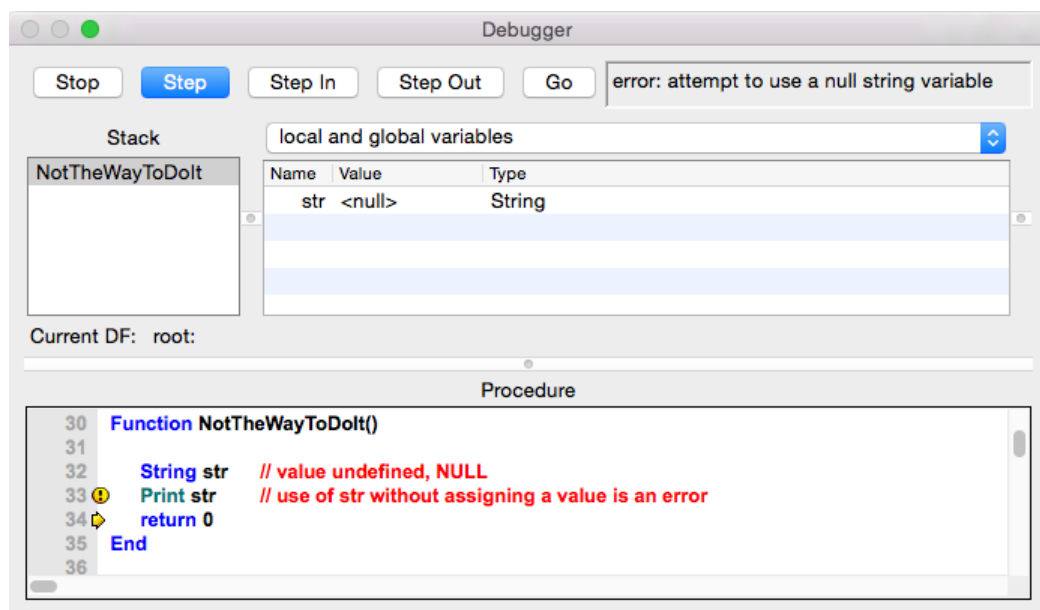 Debugger
Stop Step Step In Step Out Go error: attempt to use a null string variable
Stack local and global variables
NotTheWayToDoIt Name Value Type
str <null> String
Current DF: root:
Procedure
30 Function NotTheWayToDoIt()
31
32 String str // value undefined, NULL
33 Print str // use of str without assigning a value is an error
34 return 0
35 End
36